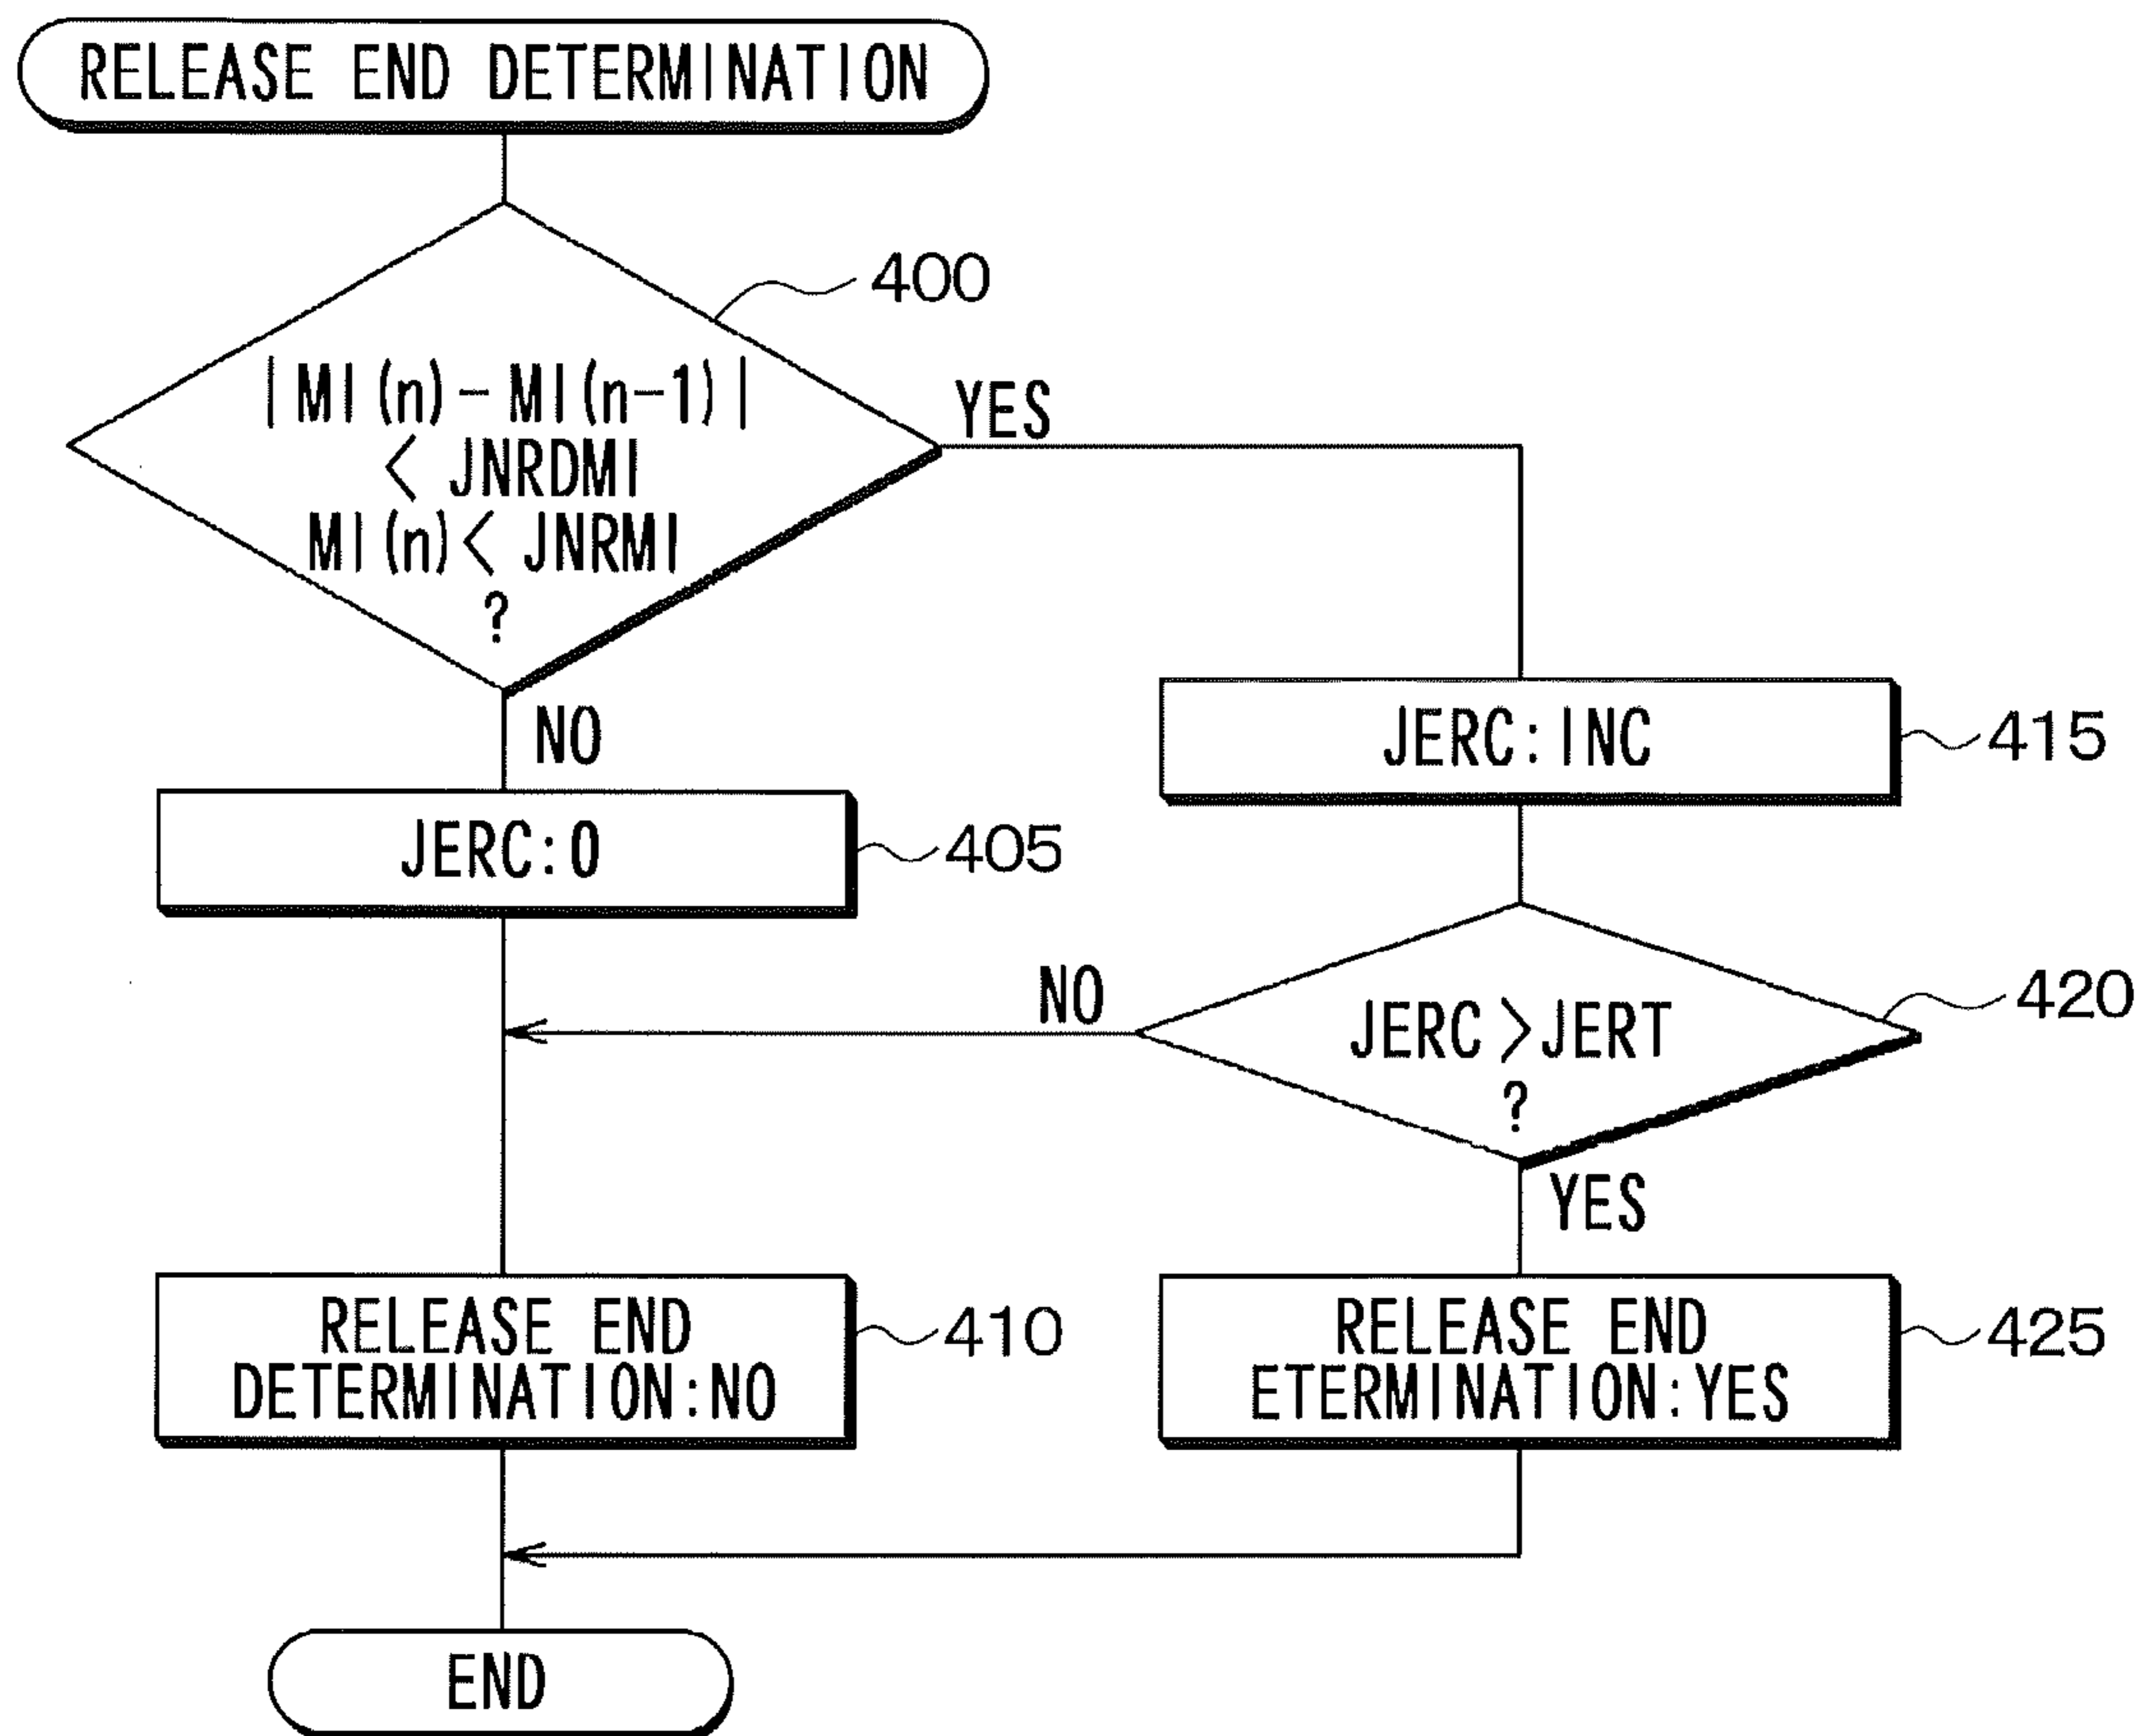 RELEASE END DETERMINATION
400
|MI(n)-MI(n-1)|
< JNRDMI
MI(n)< JNRMI
?
YES
NO
JERC:INC
415
JERC:0
405
NO
JERC>JERT
?
420
YES
RELEASE END
DETERMINATION:NO
410
RELEASE END
ETERMINATION:YES
425
END